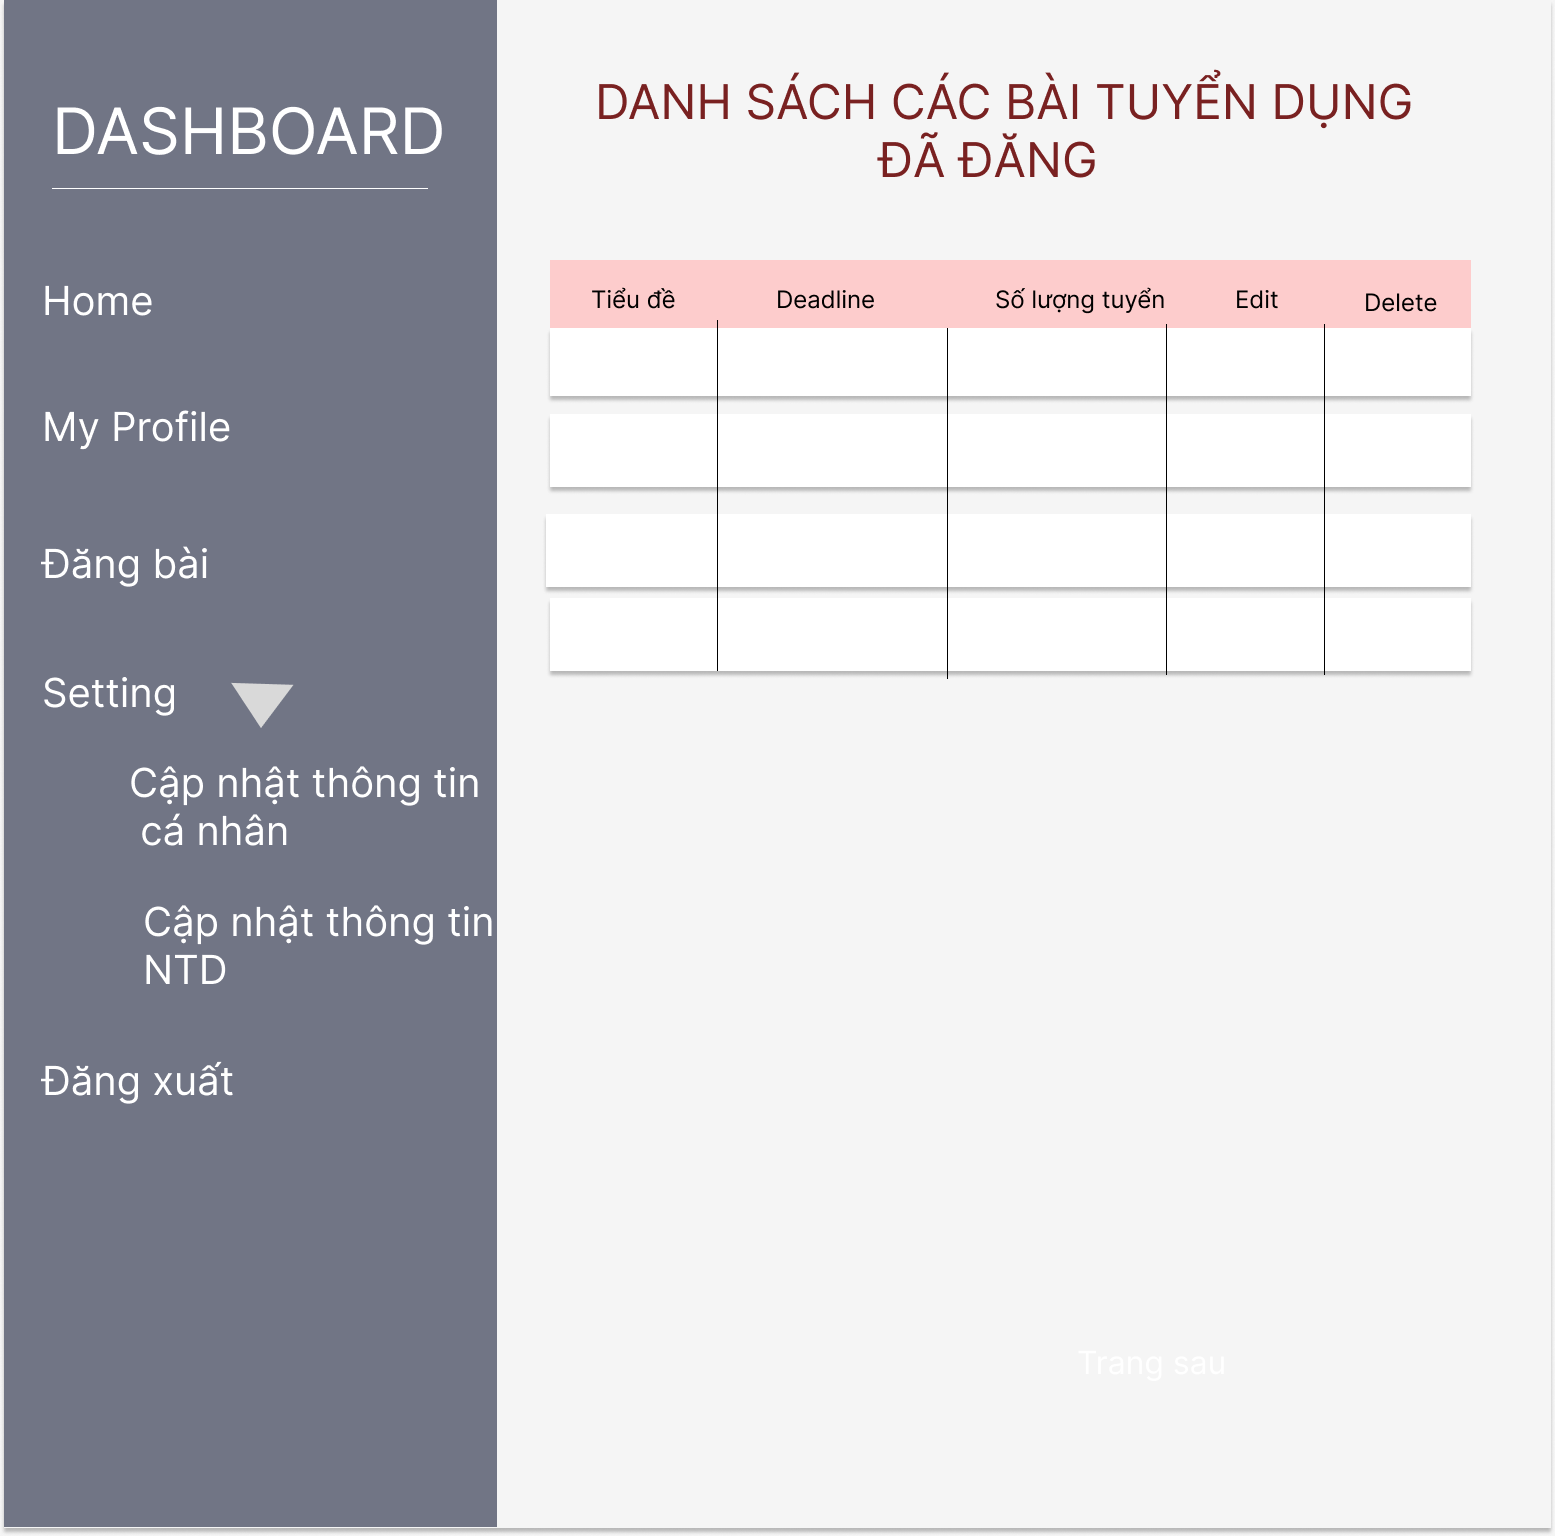 DASHBOARD
Home
My Profile
Đăng bài
Setting
Cập nhật thông tin
cá nhân
Cập nhật thông tin
NTD
Đăng xuất
DANH SÁCH CÁC BÀI TUYỂN DỤNG
ĐÃ ĐĂNG
Tiểu đề Deadline Số lượng tuyển Edit Delete
Trang sau